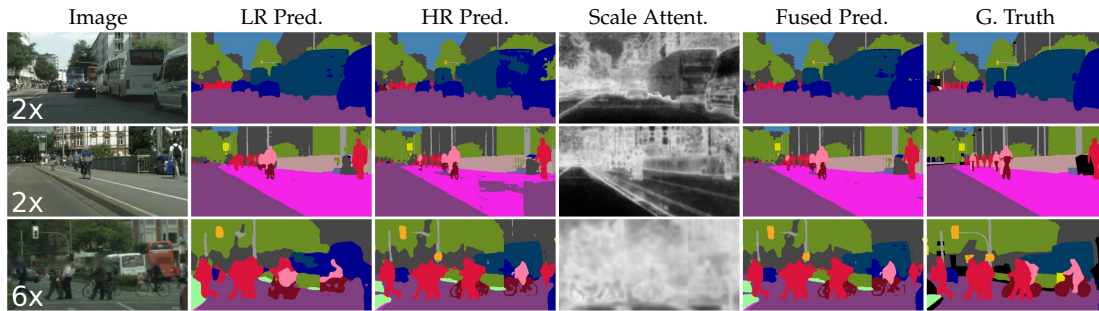 Image LR Pred. HR Pred. Scale Attent. Fused Pred. G. Truth
2x
2x
6x